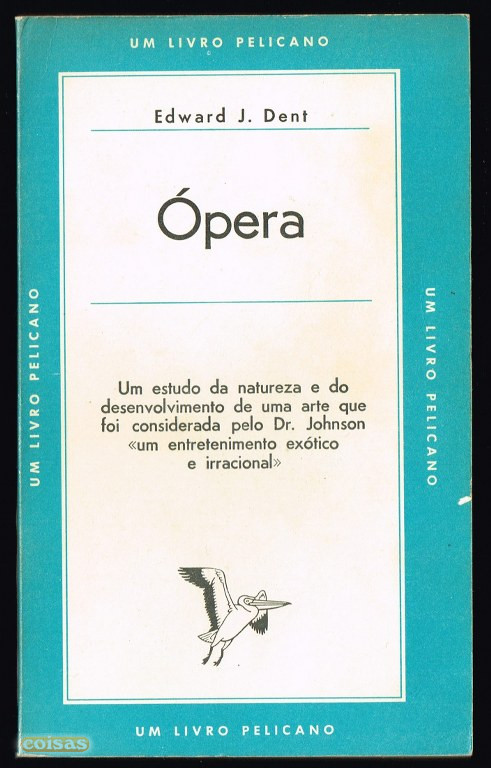 UM LIVRO PELICANO
Edward J. Dent
Ópera
UM LIVRO PELICANO
UM LIVRO PELICANO
Um estudo da natureza e do
desenvolvimento de uma arte que
foi considerada pelo Dr. Johnson
«um entretenimento exótico
e irracional»
UM LIVRO PELICANO
coisas